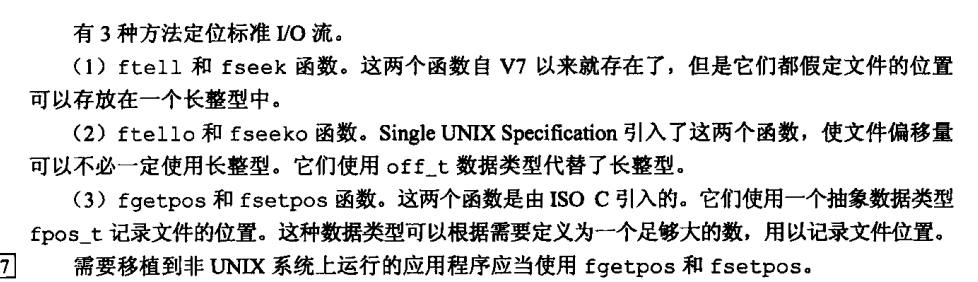 有 3 种方法定位标准 I/O 流。
（1）ftell 和 fseek 函数。这两个函数自 V7 以来就存在了，但是它们都假定文件的位置
可以存放在一个长整型中。
（2）ftello 和 fseeko 函数。Single UNIX Specification 引入了这两个函数，使文件偏移量
可以不必一定使用长整型。它们使用 off_t 数据类型代替了长整型。
（3）fgetpos 和 fsetpos 函数。这两个函数是由 ISO C 引入的。它们使用一个抽象数据类型
fpos_t 记录文件的位置。这种数据类型可以根据需要定义为一个足够大的数，用以记录文件位置。
7 需要移植到非 UNIX 系统上运行的应用程序应当使用 fgetpos 和 fsetpos。